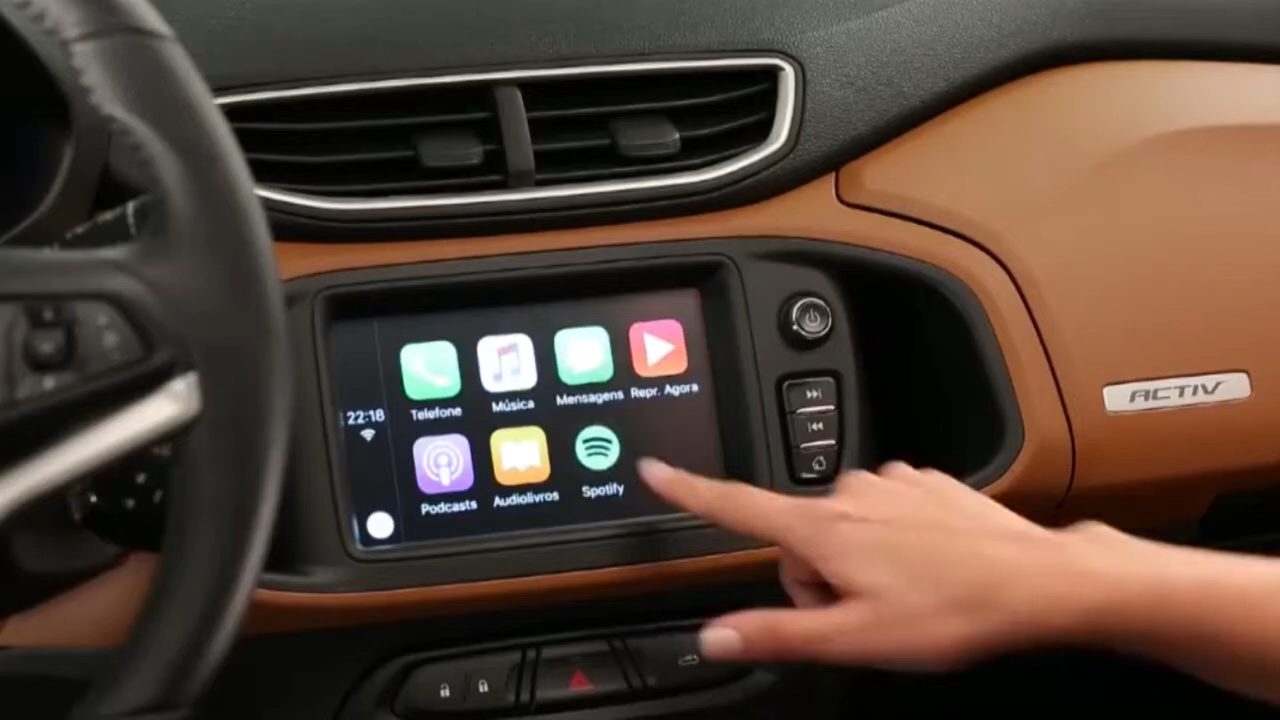 Telefone
Música
Mensagens
Repr. Agora
22:18
Podcasts
Audiolivros
Spotify
ACTIV